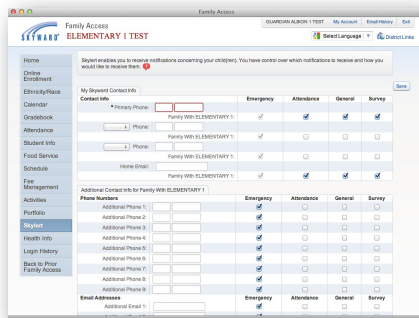 Family Access
GUARDIAN ALBION 1 TEST My Account Email History Exit
Family Access
SKYWARD® ELEMENTARY 1 TEST
Select Language District Links
Home
Online Enrollment
Ethnicity/Race
Calendar
Gradebook
Attendance
Student Info
Food Service
Schedule
Fee Management
Activities
Portfolio
Skylert
Health Info
Login History
Back to Prior Family Access
Skylert enables you to receive notifications concerning your child(ren). You have control over which notifications to receive and how you
would like to receive them.
Save
My Skyward Contact Info
Contact Info Emergency Attendance General Survey
* Primary Phone:
Family With ELEMENTARY 1:
Phone:
Family With ELEMENTARY 1:
Phone:
Family With ELEMENTARY 1:
Home Email:
Family With ELEMENTARY 1:
Additional Contact Info for Family With ELEMENTARY 1
Phone Numbers Emergency Attendance General Survey
Additional Phone 1:
Additional Phone 2:
Additional Phone 3:
Additional Phone 4:
Additional Phone 5:
Additional Phone 6:
Additional Phone 7:
Additional Phone 8:
Additional Phone 9:
Email Addresses Emergency Attendance General Survey
Additional Email 1: